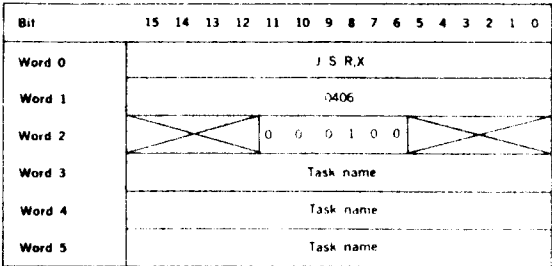 Bit 15 14 13 12 11 10 9 8 7 6 5 4 3 2 1 0
Word 0 J S R,X
Word 1 0406
Word 2 0 0 0 1 0 0
Word 3 Task name
Word 4 Task name
Word 5 Task name